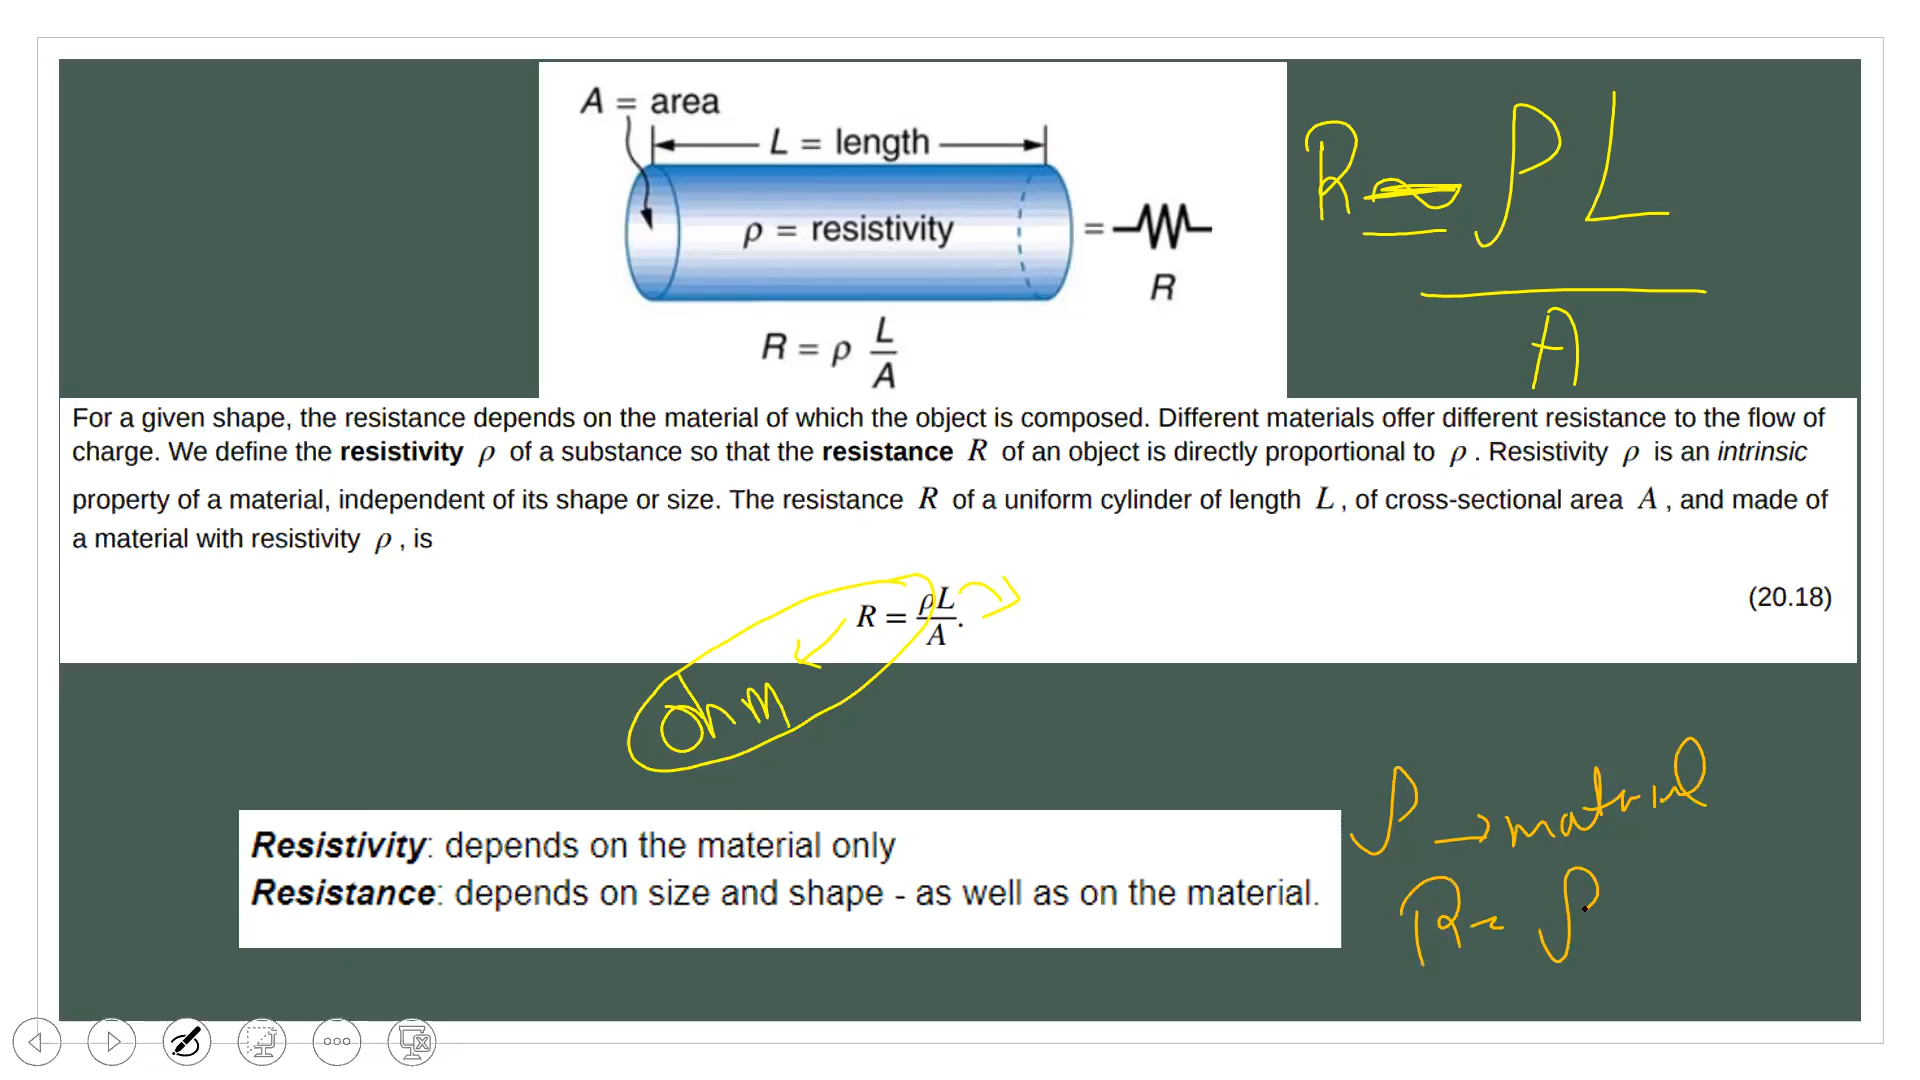 A = area
L = length
ρ = resistivity
=
R
R = ρ L/A
R = ρL
A
For a given shape, the resistance depends on the material of which the object is composed. Different materials offer different resistance to the flow of
charge. We define the resistivity ρ of a substance so that the resistance R of an object is directly proportional to ρ . Resistivity ρ is an intrinsic
property of a material, independent of its shape or size. The resistance R of a uniform cylinder of length L , of cross-sectional area A , and made of
a material with resistivity ρ , is
R = ρL/A.
(20.18)
ohm
Resistivity: depends on the material only
Resistance: depends on size and shape - as well as on the material.
ρ → material
R = ρ